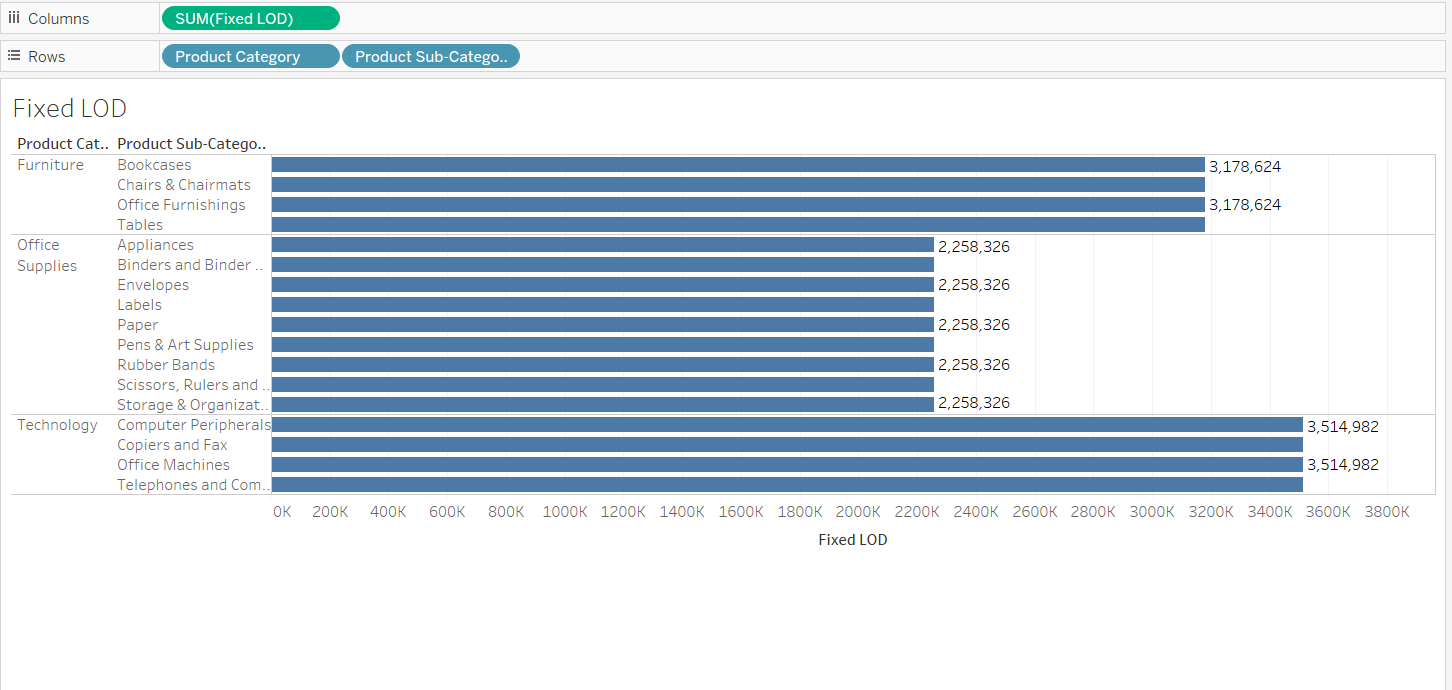 Columns SUM(Fixed LOD)
Rows Product Category Product Sub-Catego..
Fixed LOD
Product Cat.. Product Sub-Catego..
Furniture Bookcases 3,178,624
Chairs & Chairmats
Office Furnishings 3,178,624
Tables
Office Supplies Appliances 2,258,326
Binders and Binder ..
Envelopes 2,258,326
Labels
Paper 2,258,326
Pens & Art Supplies
Rubber Bands 2,258,326
Scissors, Rulers and ..
Storage & Organizat.. 2,258,326
Technology Computer Peripherals 3,514,982
Copiers and Fax
Office Machines 3,514,982
Telephones and Com..
0K 200K 400K 600K 800K 1000K 1200K 1400K 1600K 1800K 2000K 2200K 2400K 2600K 2800K 3000K 3200K 3400K 3600K 3800K
Fixed LOD